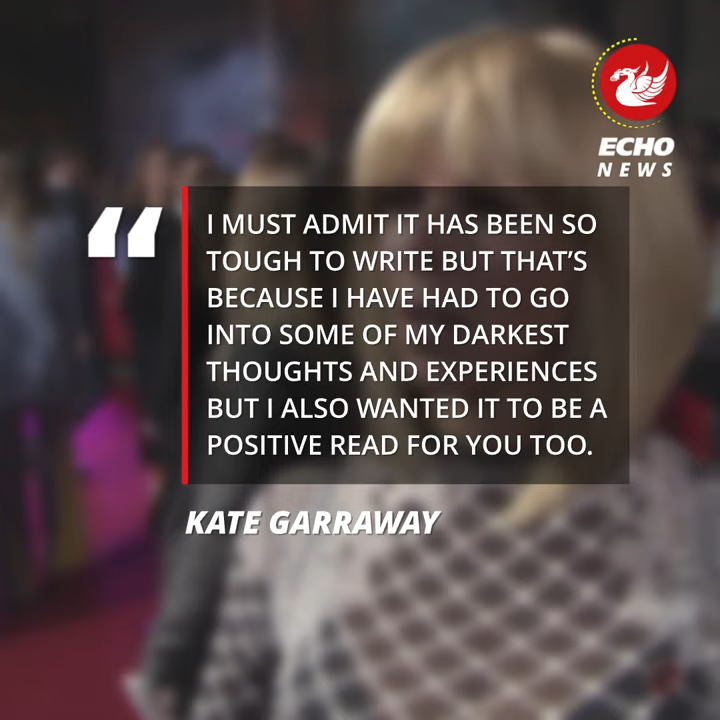 ECHO
NEWS
“
I MUST ADMIT IT HAS BEEN SO
TOUGH TO WRITE BUT THAT’S
BECAUSE I HAVE HAD TO GO
INTO SOME OF MY DARKEST
THOUGHTS AND EXPERIENCES
BUT I ALSO WANTED IT TO BE A
POSITIVE READ FOR YOU TOO.
KATE GARRAWAY